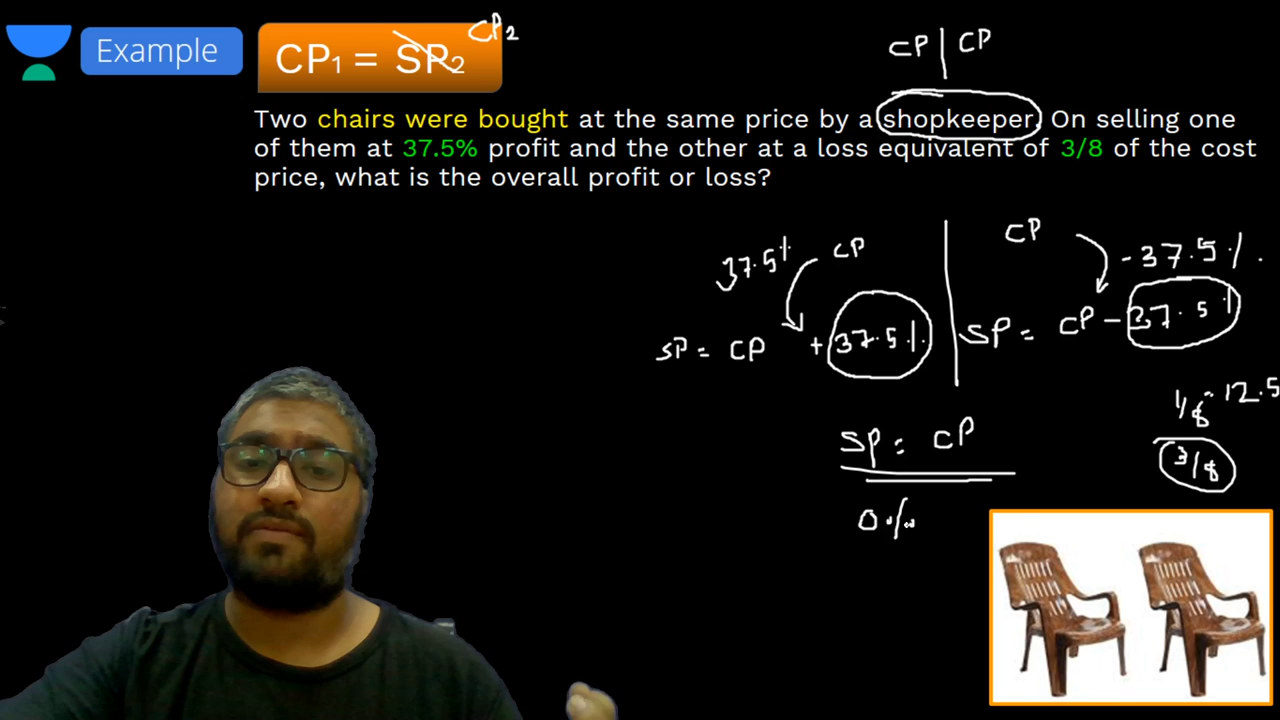 Example
CP₁ = SR₂ CP₂
CP | CP
Two chairs were bought at the same price by a shopkeeper. On selling one
of them at 37.5% profit and the other at a loss equivalent of 3/8 of the cost
price, what is the overall profit or loss?
37.5% CP
CP -37.5%.
SP = CP + 37.5%.
SP = CP - 37.5%
1/8 - 12.5
3/8
SP = CP
0%